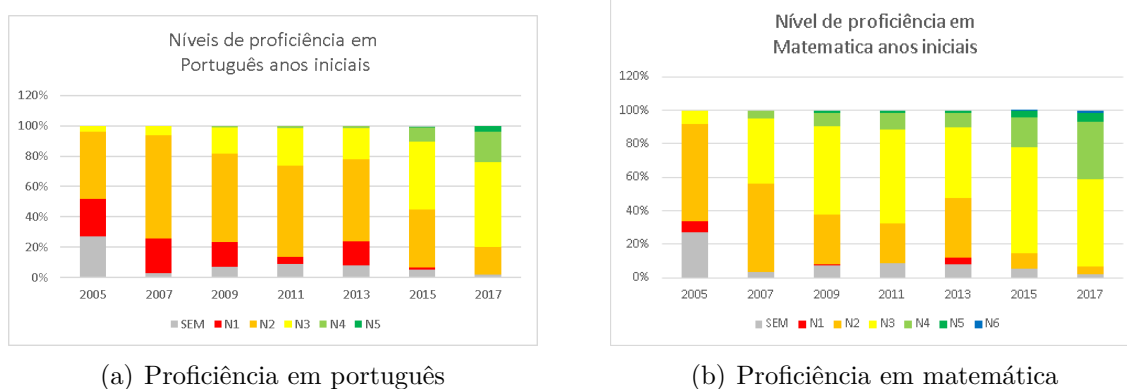 Níveis de proficiência em
Português anos iniciais
120%
100%
80%
60%
40%
20%
0%
2005 2007 2009 2011 2013 2015 2017
SEM N1 N2 N3 N4 N5
(a) Proficiência em português
Nível de proficiência em
Matematica anos iniciais
120%
100%
80%
60%
40%
20%
0%
2005 2007 2009 2011 2013 2015 2017
SEM N1 N2 N3 N4 N5 N6
(b) Proficiência em matemática